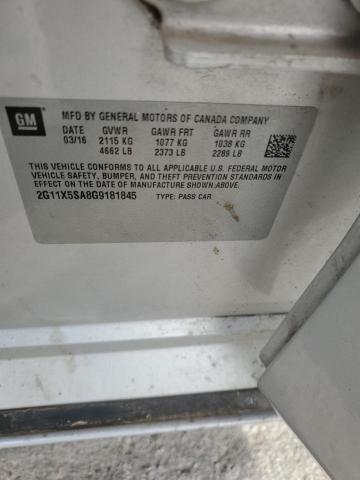 GM
MFD BY GENERAL MOTORS OF CANADA COMPANY
DATE GVWR GAWR FRT GAWR RR
03/16 2115 KG 1077 KG 1038 KG
4662 LB 2373 LB 2289 LB
THIS VEHICLE CONFORMS TO ALL APPLICABLE U.S. FEDERAL MOTOR
VEHICLE SAFETY, BUMPER, AND THEFT PREVENTION STANDARDS
IN EFFECT ON THE DATE OF MANUFACTURE SHOWN ABOVE.
2G11X5SA8G9181845 TYPE: PASS CAR